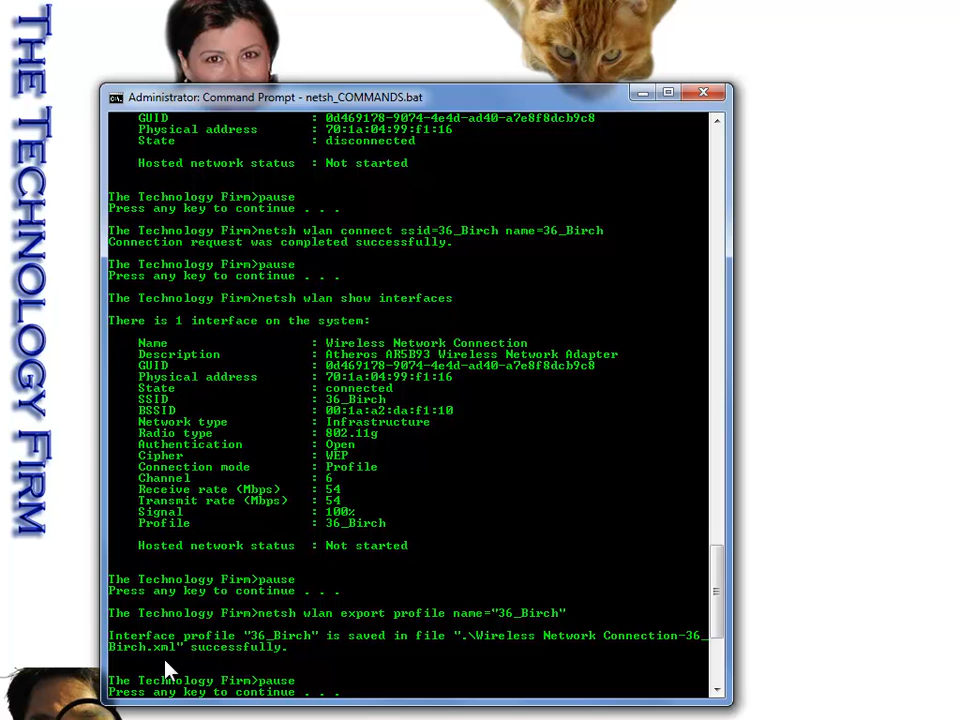 THE TECHNOLOGY FIRM
Administrator: Command Prompt - netsh_COMMANDS.bat
GUID : 0d469178-9074-4e4d-ad40-a7e8f8dcb9c8
Physical address : 70:1a:04:99:f1:16
State : disconnected
Hosted network status : Not started
The Technology Firm>pause
Press any key to continue . . .
The Technology Firm>netsh wlan connect ssid=36_Birch name=36_Birch
Connection request was completed successfully.
The Technology Firm>pause
Press any key to continue . . .
The Technology Firm>netsh wlan show interfaces
There is 1 interface on the system:
Name : Wireless Network Connection
Description : Atheros AR5B93 Wireless Network Adapter
GUID : 0d469178-9074-4e4d-ad40-a7e8f8dcb9c8
Physical address : 70:1a:04:99:f1:16
State : connected
SSID : 36_Birch
BSSID : 00:1a:a2:da:f1:10
Network type : Infrastructure
Radio type : 802.11g
Authentication : Open
Cipher : WEP
Connection mode : Profile
Channel : 6
Receive rate (Mbps) : 54
Transmit rate (Mbps) : 54
Signal : 100%
Profile : 36_Birch
Hosted network status : Not started
The Technology Firm>pause
Press any key to continue . . .
The Technology Firm>netsh wlan export profile name="36_Birch"
Interface profile "36_Birch" is saved in file ".\Wireless Network Connection-36_
Birch.xml" successfully.
The Technology Firm>pause
Press any key to continue . . .